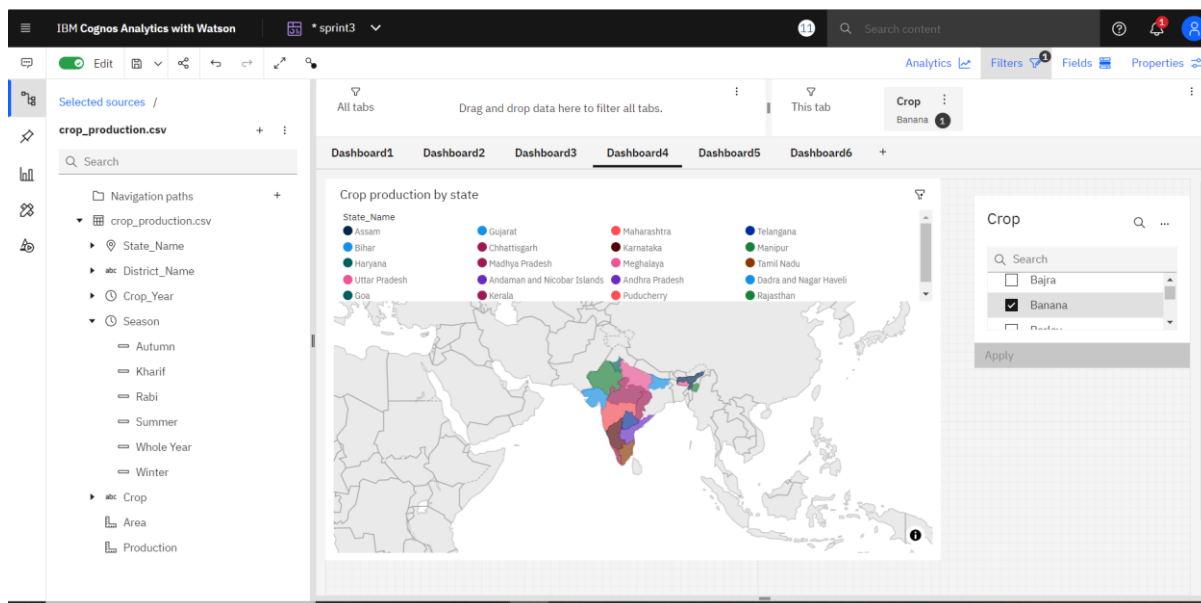 IBM Cognos Analytics with Watson
* sprint3
11
Search content
1
Edit
Analytics
Filters
1
Fields
Properties
Selected sources /
crop_production.csv
Search
Navigation paths
crop_production.csv
State_Name
abc District_Name
Crop_Year
Season
Autumn
Kharif
Rabi
Summer
Whole Year
Winter
abc Crop
Area
Production
All tabs
Drag and drop data here to filter all tabs.
This tab
Crop
Banana 1
Dashboard1 Dashboard2 Dashboard3 Dashboard4 Dashboard5 Dashboard6 +
Crop production by state
State_Name
Assam Gujarat Maharashtra Telangana
Bihar Chhattisgarh Karnataka Manipur
Haryana Madhya Pradesh Meghalaya Tamil Nadu
Uttar Pradesh Andaman and Nicobar Islands Andhra Pradesh Dadra and Nagar Haveli
Goa Kerala Puducherry Rajasthan
Crop
Search
Bajra
Banana
Barley
Apply